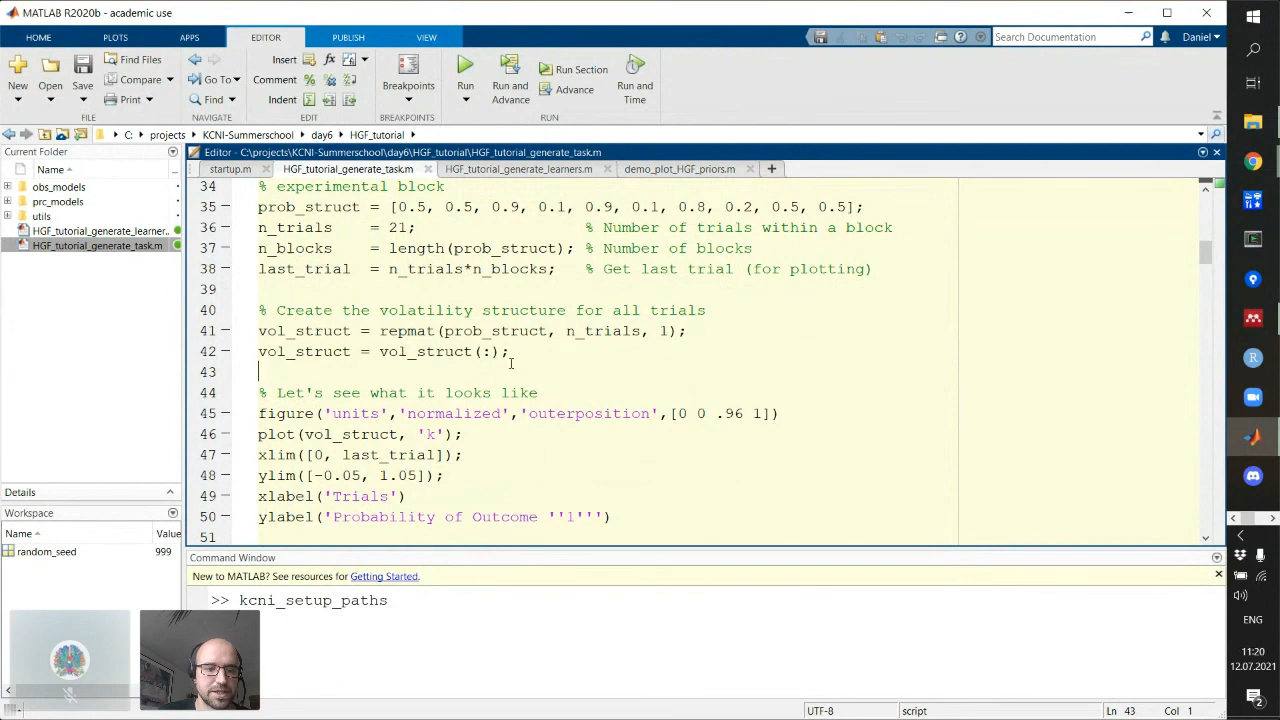 MATLAB R2020b - academic use
HOME PLOTS APPS EDITOR PUBLISH VIEW Search Documentation Daniel
New Open Save Find Files Compare Print
FILE
Go To Find
NAVIGATE
Insert fx
Comment
Indent
EDIT
Breakpoints
BREAKPOINTS
Run Run and Advance Run Section Advance Run and Time
RUN
C: projects KCNI-Summerschool day6 HGF_tutorial
Current Folder
Name
obs_models
prc_models
utils
HGF_tutorial_generate_learner...
HGF_tutorial_generate_task.m
Details
Workspace
Name Value
random_seed 999
Editor - C:\projects\KCNI-Summerschool\day6\HGF_tutorial\HGF_tutorial_generate_task.m
startup.m HGF_tutorial_generate_task.m HGF_tutorial_generate_learners.m demo_plot_HGF_priors.m
34 % experimental block
35 prob_struct = [0.5, 0.5, 0.9, 0.1, 0.9, 0.1, 0.8, 0.2, 0.5, 0.5];
36 n_trials = 21; % Number of trials within a block
37 n_blocks = length(prob_struct); % Number of blocks
38 last_trial = n_trials*n_blocks; % Get last trial (for plotting)
39
40 % Create the volatility structure for all trials
41 vol_struct = repmat(prob_struct, n_trials, 1);
42 vol_struct = vol_struct(:);
43
44 % Let's see what it looks like
45 figure('units','normalized','outerposition',[0 0 .96 1])
46 plot(vol_struct, 'k');
47 xlim([0, last_trial]);
48 ylim([-0.05, 1.05]);
49 xlabel('Trials')
50 ylabel('Probability of Outcome ''1''')
51
Command Window
New to MATLAB? See resources for Getting Started.
>> kcni_setup_paths
UTF-8 script Ln 43 Col 1
ENG
11:20
12.07.2021
2